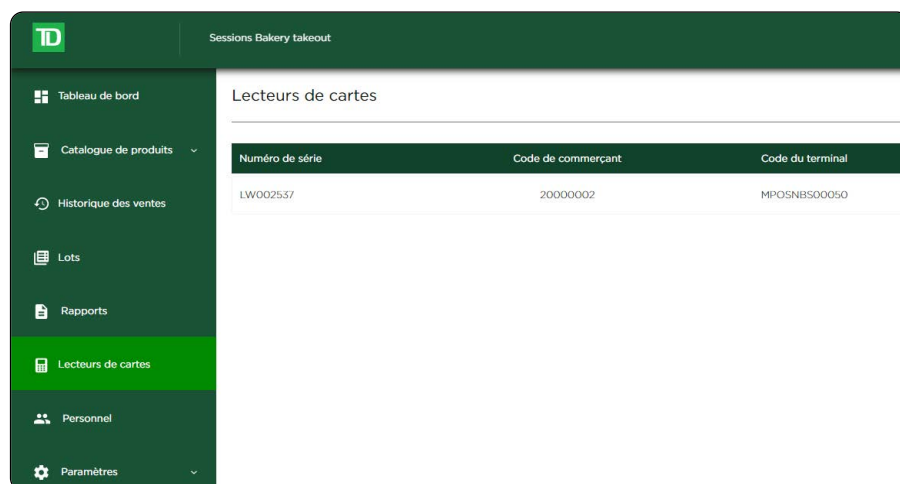 TD
Sessions Bakery takeout
Tableau de bord
Catalogue de produits
Historique des ventes
Lots
Rapports
Lecteurs de cartes
Personnel
Paramètres
Lecteurs de cartes
Numéro de série Code de commerçant Code du terminal
LW002537 20000002 MPOSNBS00050